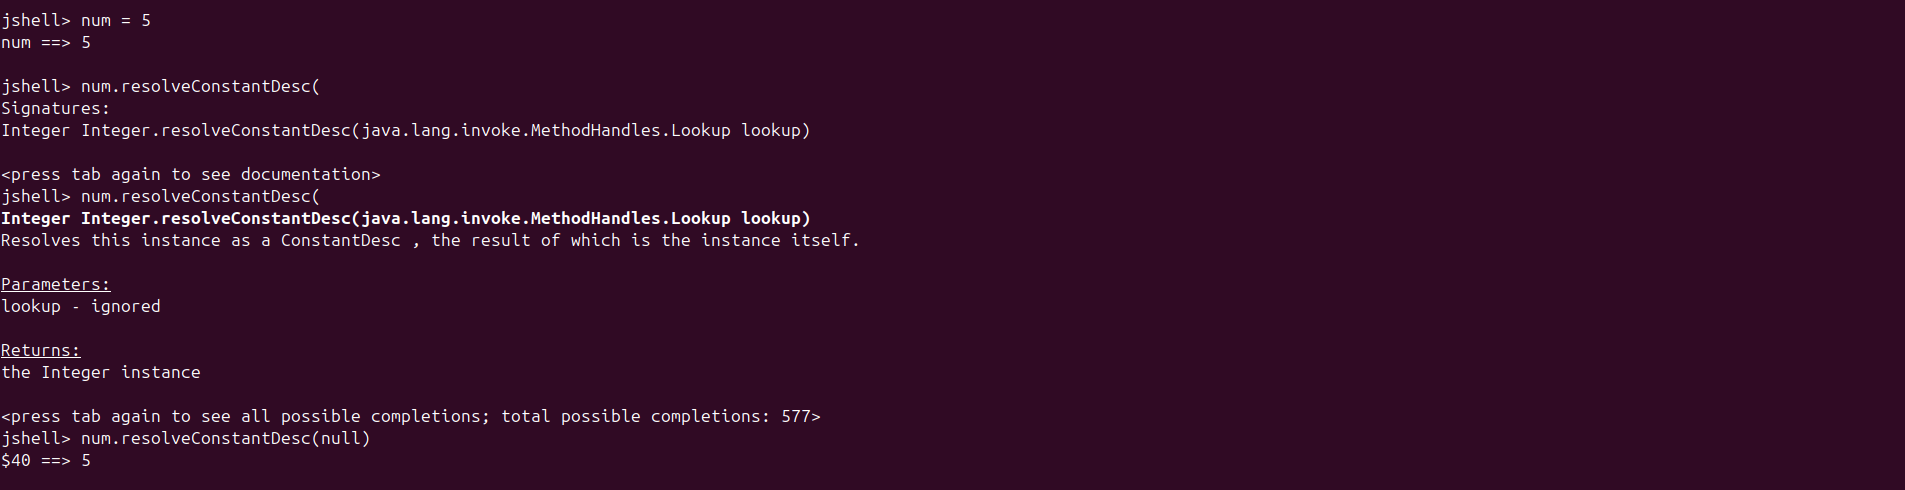 jshell> num = 5
num ==> 5
jshell> num.resolveConstantDesc(
Signatures:
Integer Integer.resolveConstantDesc(java.lang.invoke.MethodHandles.Lookup lookup)
<press tab again to see documentation>
jshell> num.resolveConstantDesc(
Integer Integer.resolveConstantDesc(java.lang.invoke.MethodHandles.Lookup lookup)
Resolves this instance as a ConstantDesc , the result of which is the instance itself.
Parameters:
lookup - ignored
Returns:
the Integer instance
<press tab again to see all possible completions; total possible completions: 577>
jshell> num.resolveConstantDesc(null)
$40 ==> 5